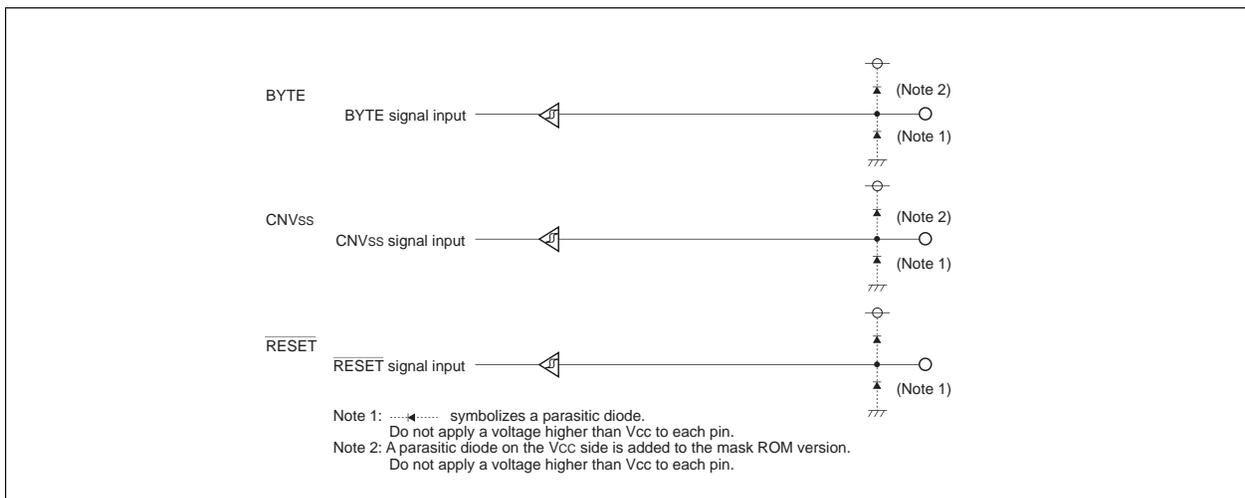 BYTE
BYTE signal input
(Note 2)
(Note 1)
CNVss
CNVss signal input
(Note 2)
(Note 1)
RESET
RESET signal input
(Note 1)
Note 1: symbolizes a parasitic diode.
Do not apply a voltage higher than Vcc to each pin.
Note 2: A parasitic diode on the VCC side is added to the mask ROM version.
Do not apply a voltage higher than Vcc to each pin.